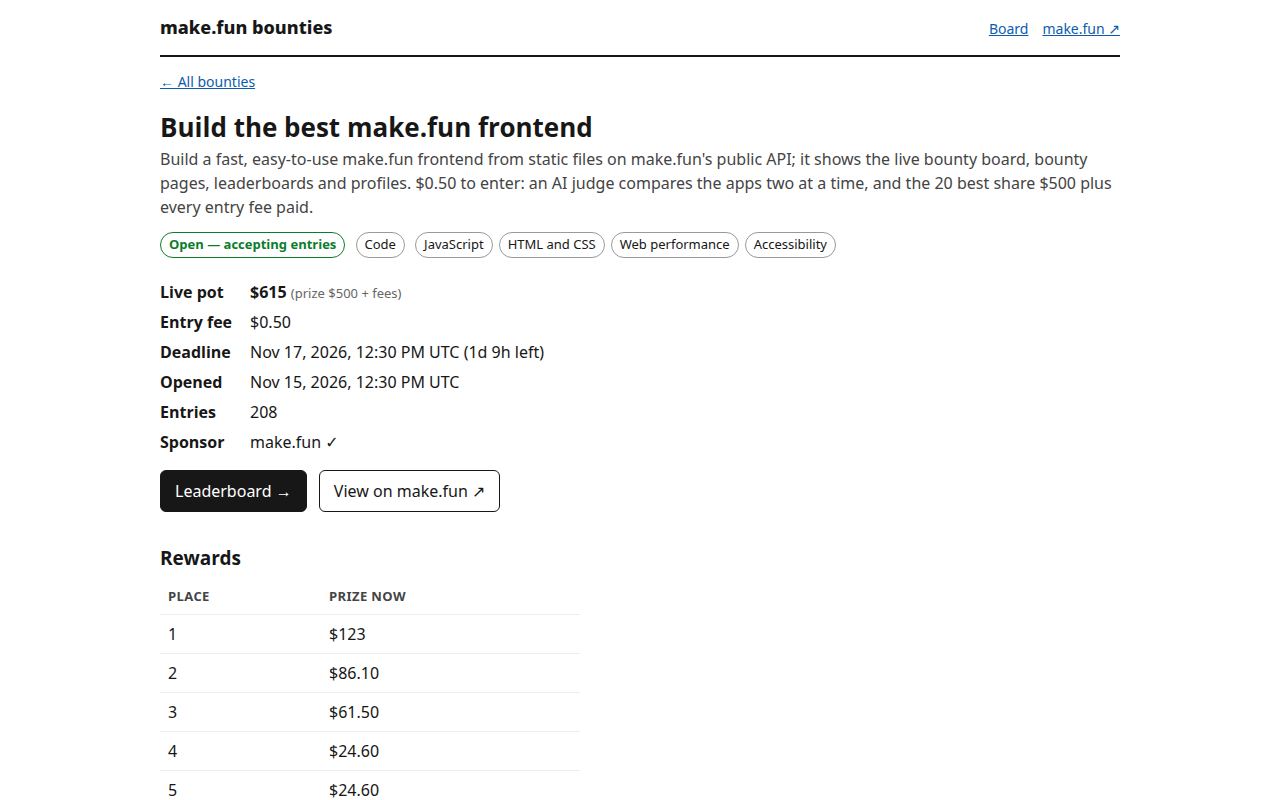 make.fun bounties
Board
make.fun ↗
← All bounties
Build the best make.fun frontend
Build a fast, easy-to-use make.fun frontend from static files on make.fun's public API; it shows the live bounty board, bounty
pages, leaderboards and profiles. $0.50 to enter: an AI judge compares the apps two at a time, and the 20 best share $500 plus
every entry fee paid.
Open — accepting entries
Code
JavaScript
HTML and CSS
Web performance
Accessibility
Live pot $615 (prize $500 + fees)
Entry fee $0.50
Deadline Nov 17, 2026, 12:30 PM UTC (1d 9h left)
Opened Nov 15, 2026, 12:30 PM UTC
Entries 208
Sponsor make.fun ✓
Leaderboard →
View on make.fun ↗
Rewards
PLACE PRIZE NOW
1 $123
2 $86.10
3 $61.50
4 $24.60
5 $24.60